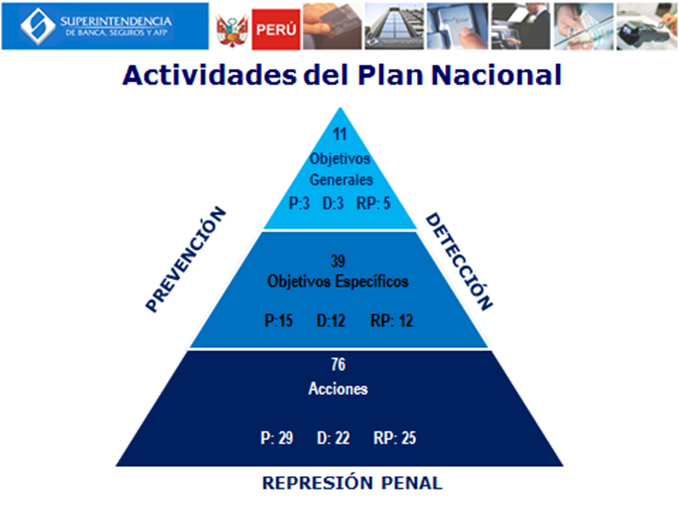 SUPERINTENDENCIA
DE BANCA, SEGUROS Y AFP
PERÚ
Actividades del Plan Nacional
11
Objetivos
Generales
P:3 D:3 RP: 5
PREVENCIÓN
DETECCIÓN
39
Objetivos Específicos
P:15 D:12 RP: 12
76
Acciones
P: 29 D: 22 RP: 25
REPRESIÓN PENAL